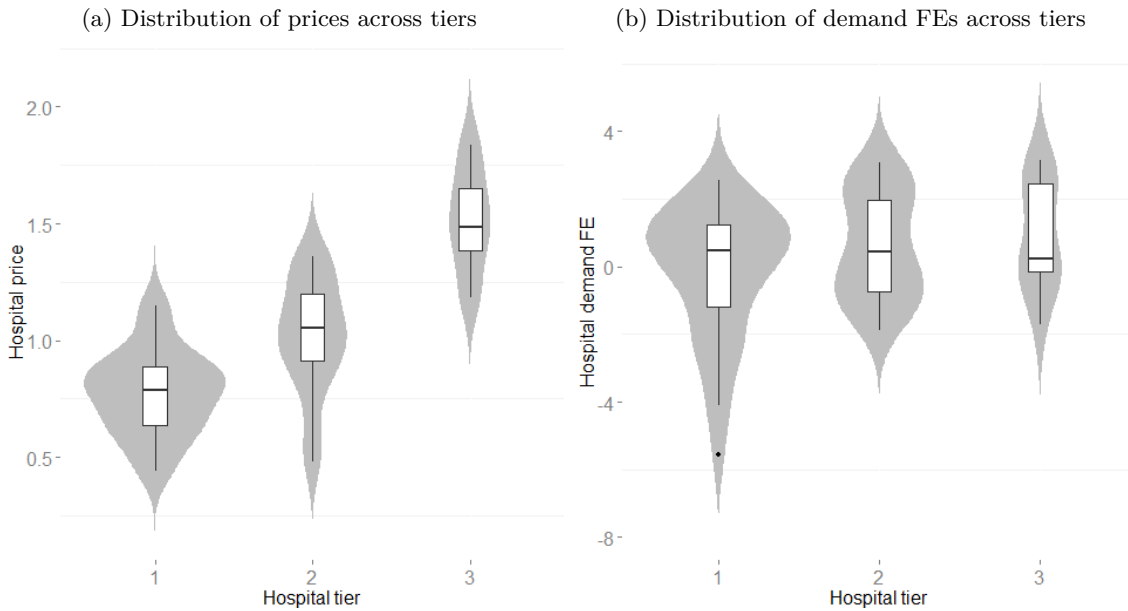 (a) Distribution of prices across tiers
2.0
1.5
1.0
0.5
Hospital price
1
2
3
Hospital tier
(b) Distribution of demand FEs across tiers
4
0
-4
-8
Hospital demand FE
1
2
3
Hospital tier